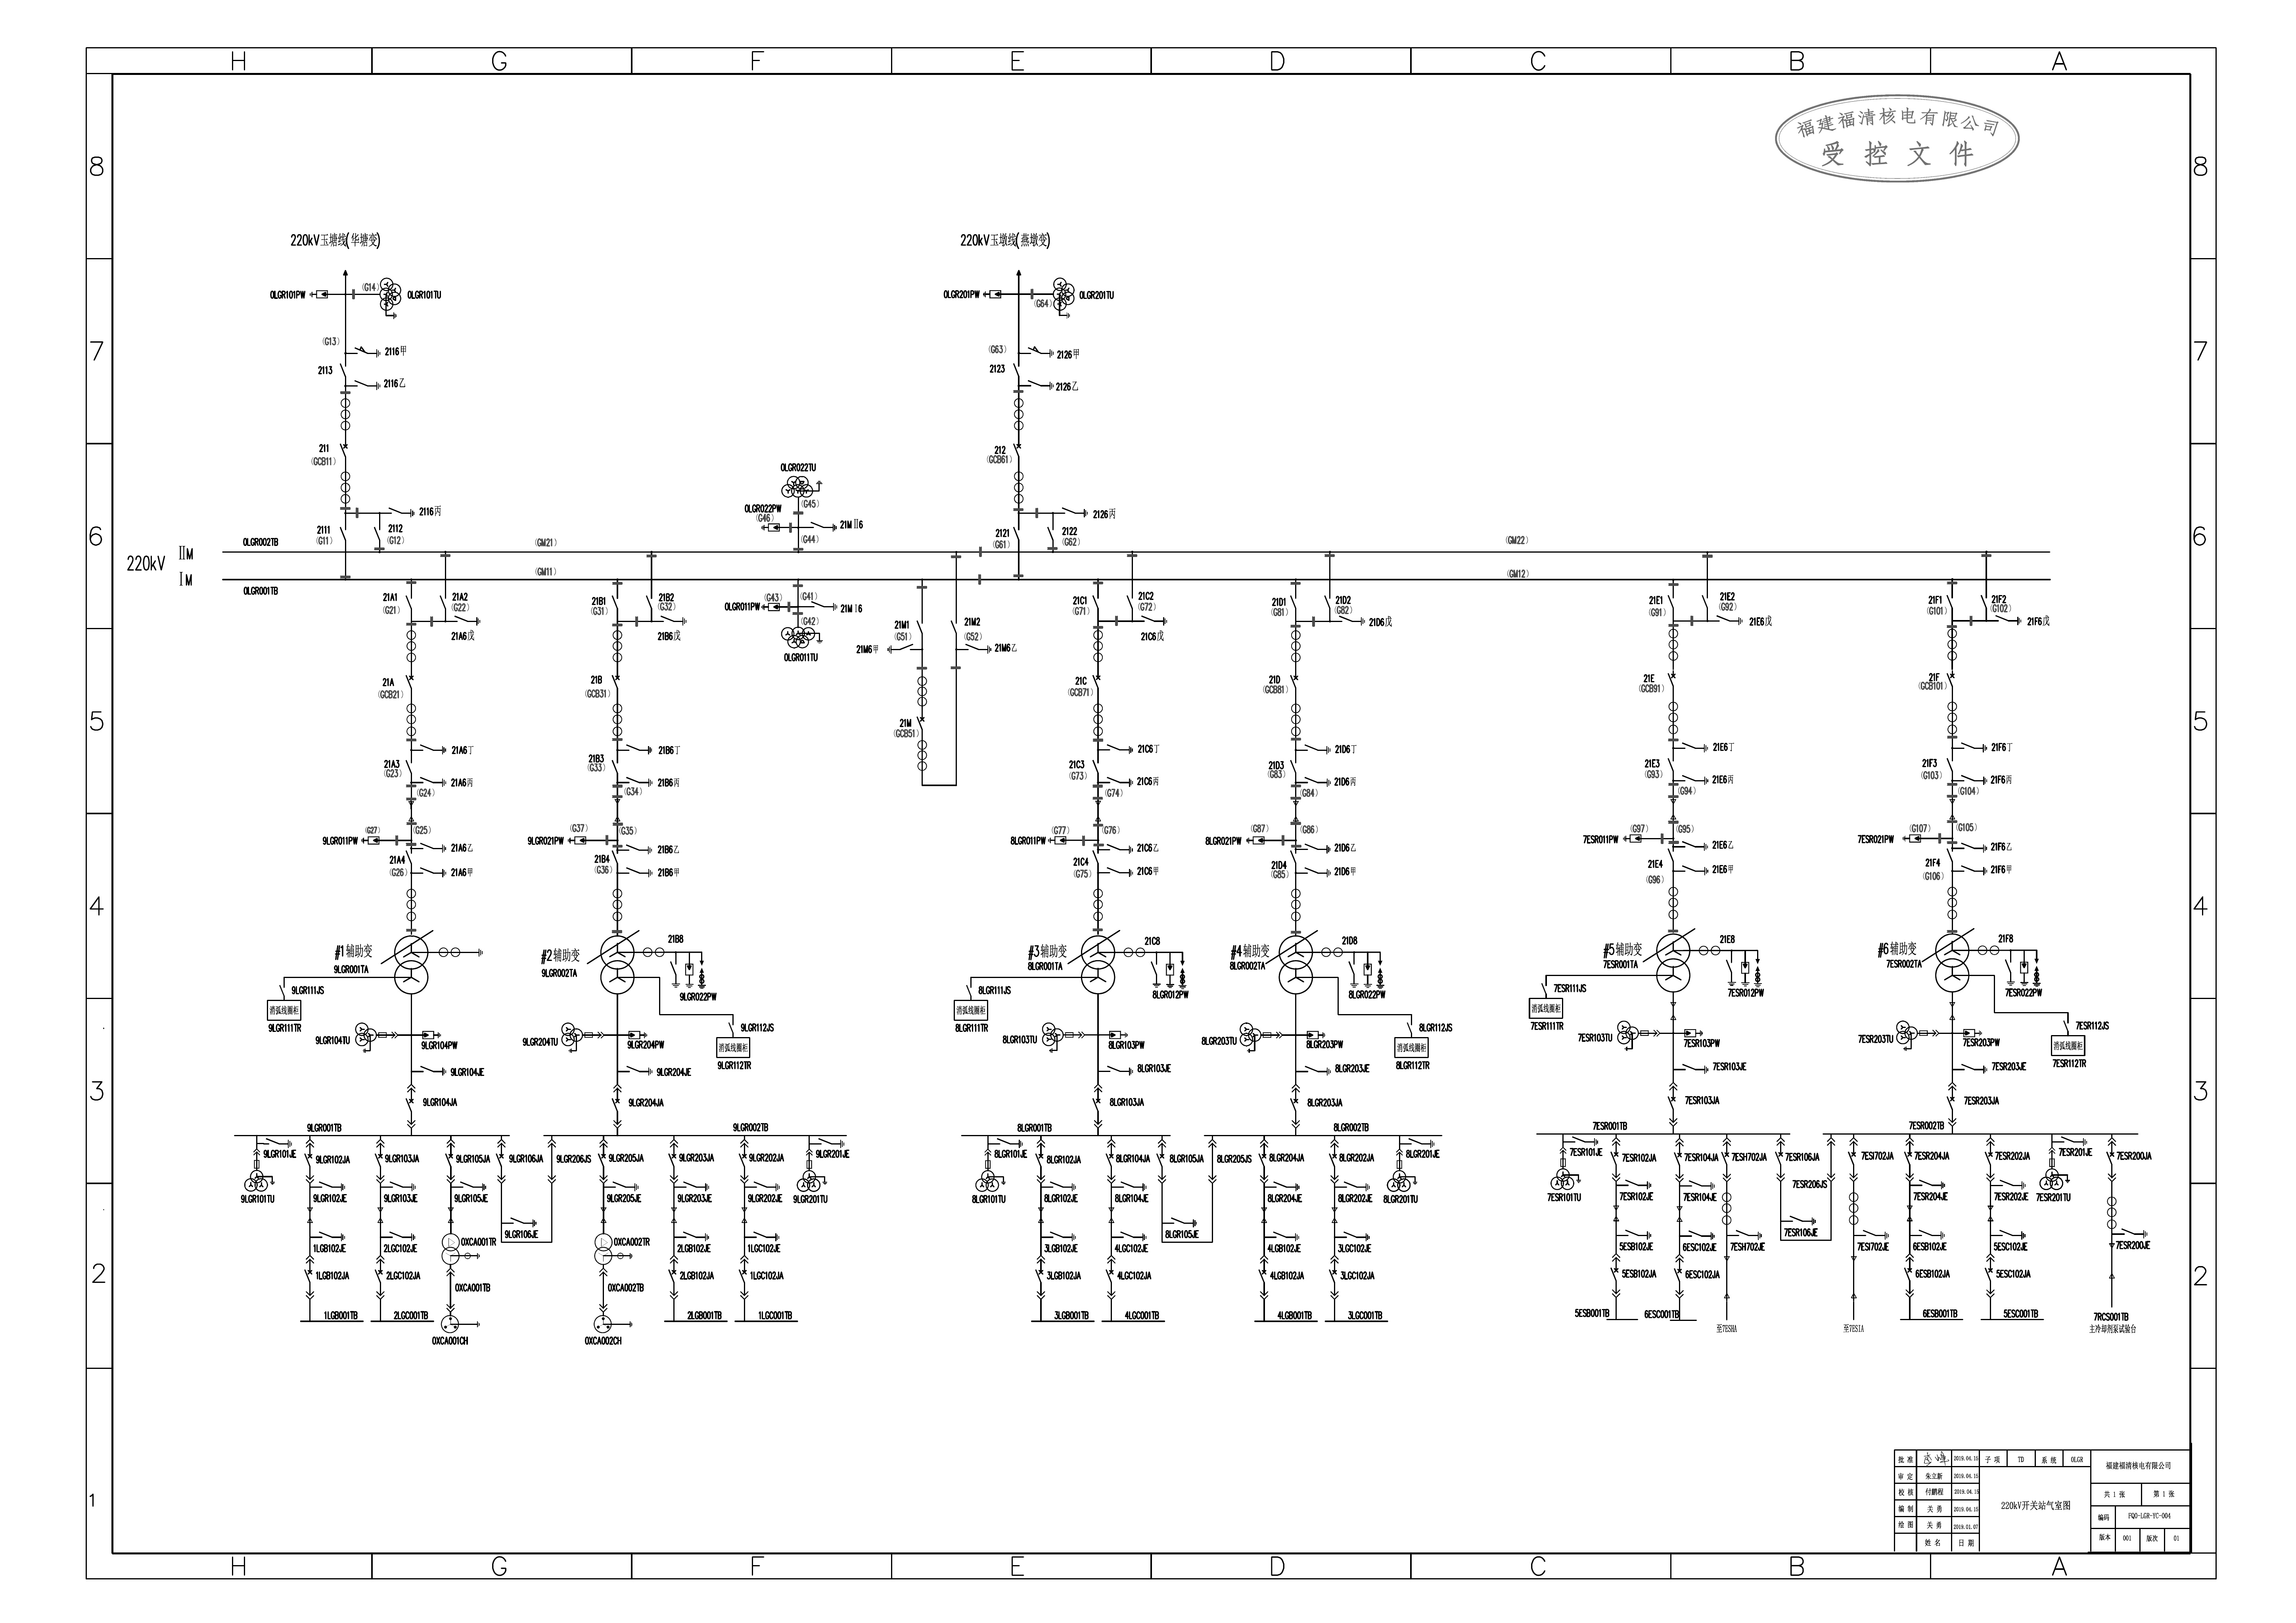 H G F E D C B A
福建福清核电有限公司
受控文件
8 8
220kV玉塘线(华塘变) 220kV玉墩线(燕墩变)
0LGR101PW (G14) 0LGR101TU 0LGR201PW (G64) 0LGR201TU
7 (G13) 2116甲 (G63) 2126甲 7
2113 2116乙 2123 2126乙
211 212
(GCB11) (GCB61)
0LGR022TU
0LGR022PW (G45)
2116丙 (G46) 21MⅡ6 2126丙
2111 2112 2121 2122
6 (G11) (G12) (G44) (G61) (G62) 6
0LGR002TB (GM21) (GM22)
220kV ⅡM
ⅠM
0LGR001TB (GM11) (GM12)
21A1 21A2 21B1 21B2 (G43) (G41) 21C1 21C2 21D1 21D2 21E1 21E2 21F1 21F2
(G21) (G22) (G31) (G32) 0LGR011PW 21MⅠ6 (G71) (G72) (G81) (G82) (G91) (G92) (G101) (G102)
(G42) 21M1 21M2
21A6戊 21B6戊 (G51) (G52) 21C6戊 21D6戊 21E6戊 21F6戊
0LGR011TU 21M6甲 21M6乙
21A 21B 21C 21D 21E 21F
(GCB21) (GCB31) (GCB71) (GCB81) (GCB91) (GCB101)
5 21M 5
(GCB51)
21A6丁 21B6丁 21C6丁 21D6丁 21E6丁 21F6丁
21A3 21B3 21C3 21D3 21E3 21F3
(G23) (G33) (G73) (G83) (G93) (G103)
21A6丙 21B6丙 21C6丙 21D6丙 21E6丙 21F6丙
(G24) (G34) (G74) (G84) (G94) (G104)
(G27) (G25) (G37) (G35) (G77) (G76) (G87) (G86) (G97) (G95) (G107) (G105)
9LGR011PW 9LGR021PW 8LGR011PW 8LGR021PW 7ESR011PW 7ESR021PW
21A6乙 21B6乙 21C6乙 21D6乙 21E6乙 21F6乙
21A4 21B4 21C4 21D4 21E4 21F4
(G26) (G36) (G75) (G85) (G96) (G106)
21A6甲 21B6甲 21C6甲 21D6甲 21E6甲 21F6甲
4 4
21B8 21C8 21D8 21E8 21F8
#1辅助变 #2辅助变 #3辅助变 #4辅助变 #5辅助变 #6辅助变
9LGR001TA 9LGR002TA 8LGR001TA 8LGR002TA 7ESR001TA 7ESR002TA
9LGR111JS 9LGR022PW 8LGR111JS 8LGR012PW 8LGR022PW 7ESR111JS 7ESR012PW 7ESR022PW
消弧线圈柜 消弧线圈柜 消弧线圈柜
9LGR111TR 9LGR112JS 8LGR111TR 8LGR112JS 7ESR111TR 7ESR112JS
9LGR104TU 9LGR104PW 9LGR204TU 9LGR204PW 消弧线圈柜 8LGR103TU 8LGR103PW 8LGR203TU 8LGR203PW 消弧线圈柜 7ESR103TU 7ESR103PW 7ESR203TU 7ESR203PW 消弧线圈柜
9LGR112TR 8LGR112TR 7ESR112TR
9LGR104JE 9LGR204JE 8LGR103JE 8LGR203JE 7ESR103JE 7ESR203JE
3 9LGR104JA 9LGR204JA 8LGR103JA 8LGR203JA 7ESR103JA 7ESR203JA 3
9LGR001TB 9LGR002TB 8LGR001TB 8LGR002TB 7ESR001TB 7ESR002TB
9LGR101JE 9LGR201JE 8LGR101JE 8LGR201JE 7ESR101JE 7ESR201JE
9LGR102JA 9LGR103JA 9LGR105JA 9LGR106JA 9LGR206JS 9LGR205JA 9LGR203JA 9LGR202JA 8LGR102JA 8LGR104JA 8LGR105JA 8LGR205JS 8LGR204JA 8LGR202JA 7ESR102JA 7ESR104JA 7ESH702JA 7ESR106JA 7ESI702JA 7ESR204JA 7ESR202JA 7ESR200JA
7ESR206JS
9LGR101TU 9LGR102JE 9LGR103JE 9LGR105JE 9LGR205JE 9LGR203JE 9LGR202JE 9LGR201TU 8LGR101TU 8LGR102JE 8LGR104JE 8LGR204JE 8LGR202JE 8LGR201TU 7ESR101TU 7ESR102JE 7ESR104JE 7ESR204JE 7ESR202JE 7ESR201TU
9LGR106JE 8LGR105JE 7ESR106JE 7ESR200JE
0XCA001TR 0XCA002TR
1LGB102JE 2LGC102JE 2LGB102JE 1LGC102JE 3LGB102JE 4LGC102JE 4LGB102JE 3LGC102JE 5ESB102JE 6ESC102JE 7ESH702JE 7ESI702JE 6ESB102JE 5ESC102JE
2 1LGB102JA 2LGC102JA 2LGB102JA 1LGC102JA 3LGB102JA 4LGC102JA 4LGB102JA 3LGC102JA 5ESB102JA 6ESC102JA 6ESB102JA 5ESC102JA 2
0XCA001TB 0XCA002TB
1LGB001TB 2LGC001TB 2LGB001TB 1LGC001TB 3LGB001TB 4LGC001TB 4LGB001TB 3LGC001TB 5ESB001TB 6ESC001TB 6ESB001TB 5ESC001TB 7RCS001TB
至7ESHA 至7ESIA 主冷却剂泵试验台
0XCA001CH 0XCA002CH
1
批准 2019.04.15 子项 TD 系统 0LGR 福建福清核电有限公司
审定 朱立新 2019.04.15
校核 付鹏程 2019.04.15 220kV开关站气室图 共 1 张 第 1 张
编制 关勇 2019.04.15 编码 FQ0-LGR-YC-004
绘图 关勇 2019.01.07
姓名 日期 版本 001 版次 01
H G F E D C B A